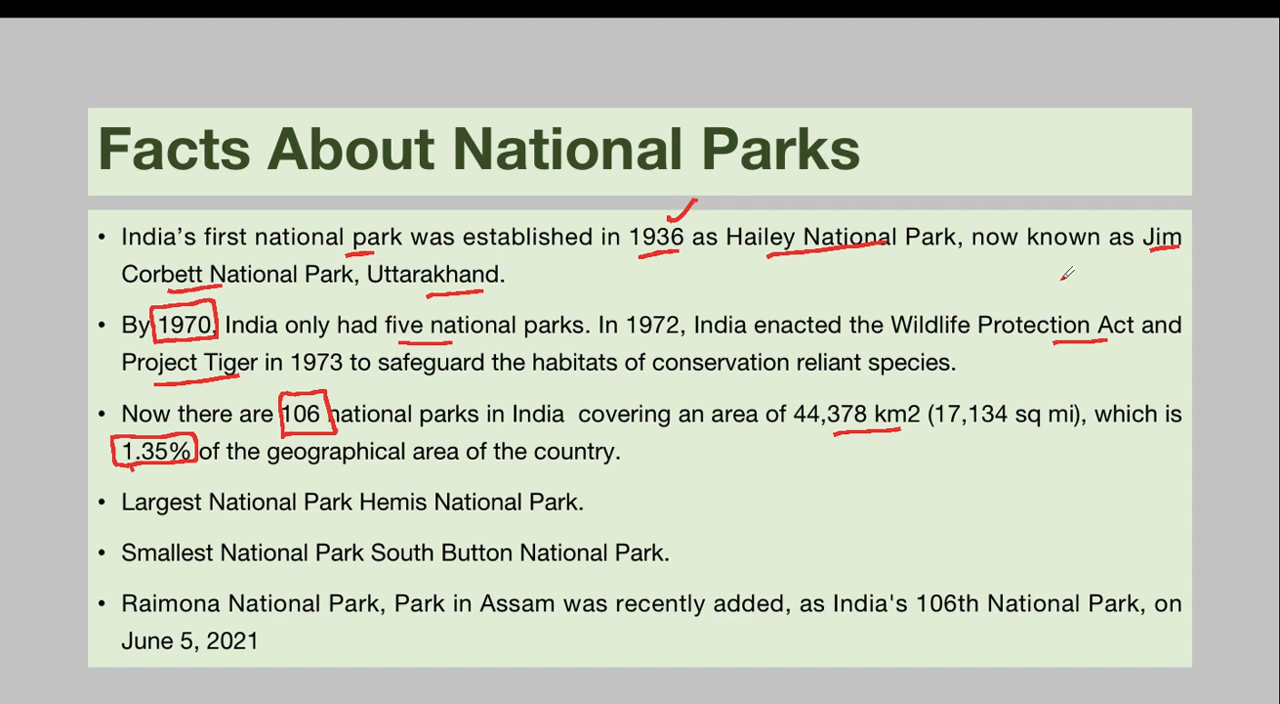 Facts About National Parks
• India's first national park was established in 1936 as Hailey National Park, now known as Jim
Corbett National Park, Uttarakhand.
• By 1970, India only had five national parks. In 1972, India enacted the Wildlife Protection Act and
Project Tiger in 1973 to safeguard the habitats of conservation reliant species.
• Now there are 106 national parks in India covering an area of 44,378 km2 (17,134 sq mi), which is
1.35% of the geographical area of the country.
• Largest National Park Hemis National Park.
• Smallest National Park South Button National Park.
• Raimona National Park, Park in Assam was recently added, as India's 106th National Park, on
June 5, 2021